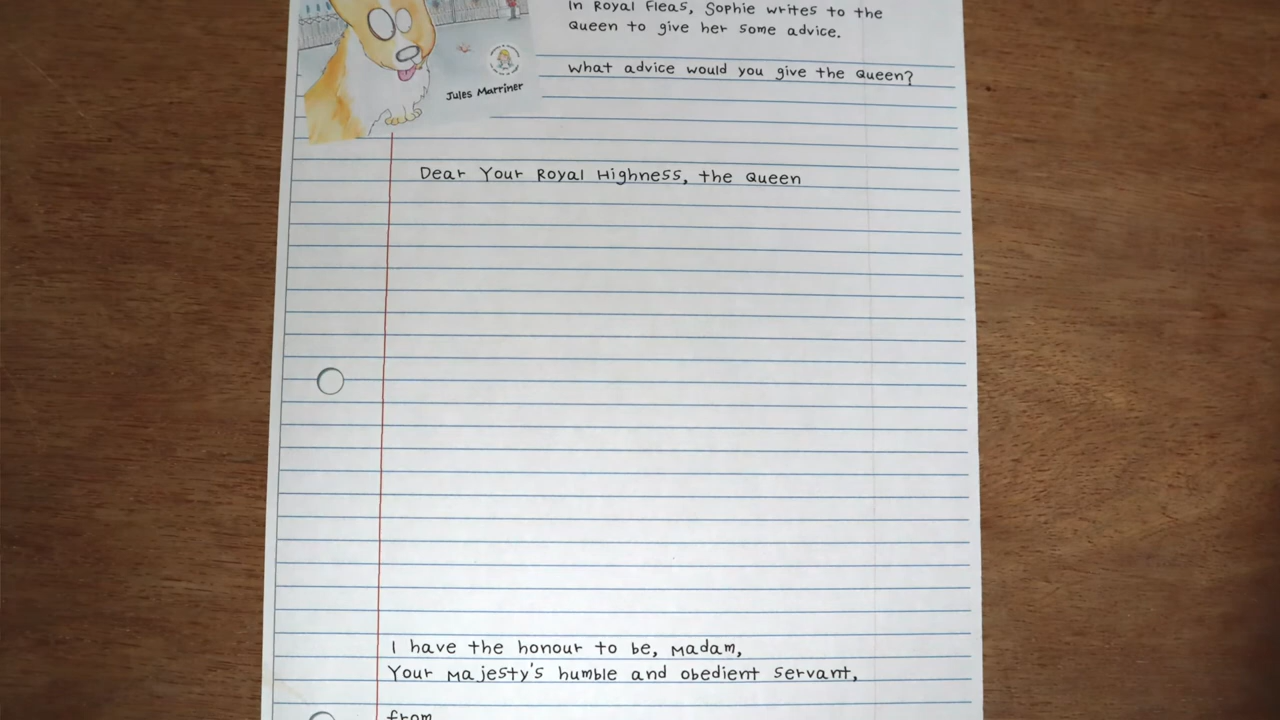 In Royal Fleas, Sophie writes to the
Queen to give her some advice.
What advice would you give the Queen?
Jules Marriner
Dear Your Royal Highness, the Queen
I have the honour to be, Madam,
Your Majesty's humble and obedient servant,
from